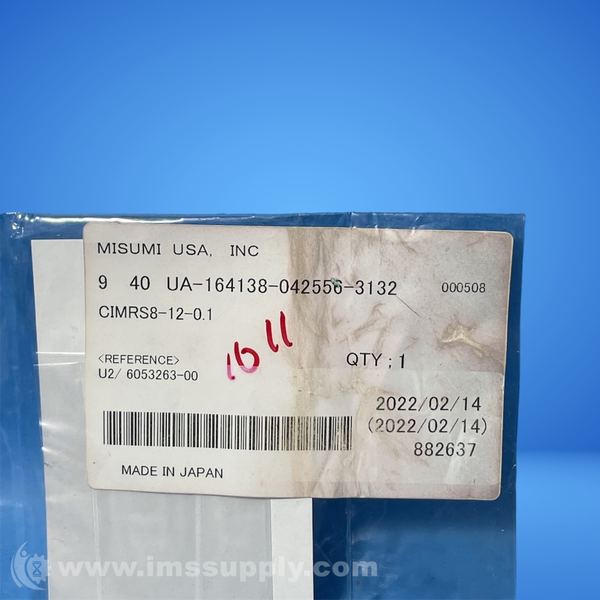 MISUMI USA, INC
9 40 UA-164138-042556-3132 000508
CIMRS8-12-0.1
<REFERENCE>
U2/ 6053263-00
1011
QTY ; 1
2022/02/14
(2022/02/14)
882637
MADE IN JAPAN
www.imssupply.com